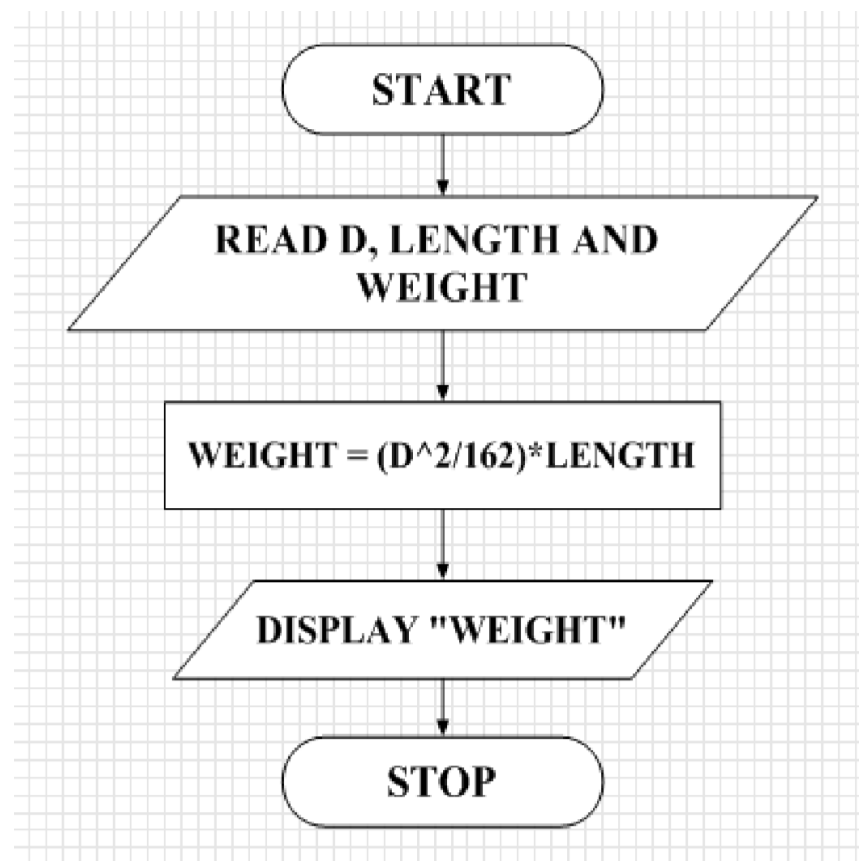 START
READ D, LENGTH AND
WEIGHT
WEIGHT = (D^2/162)*LENGTH
DISPLAY "WEIGHT"
STOP